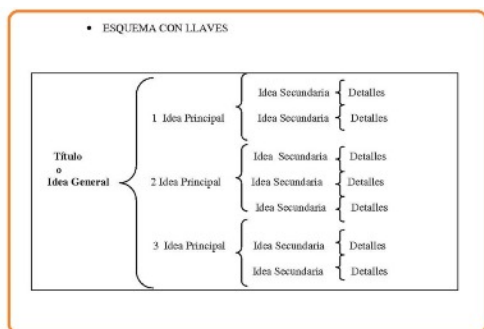 • ESQUEMA CON LLAVES
Idea Secundaria Detalles
1 Idea Principal
Idea Secundaria Detalles
Título
o
Idea General
Idea Secundaria Detalles
2 Idea Principal
Idea Secundaria Detalles
Idea Secundaria Detalles
3 Idea Principal
Idea Secundaria Detalles
Idea Secundaria Detalles